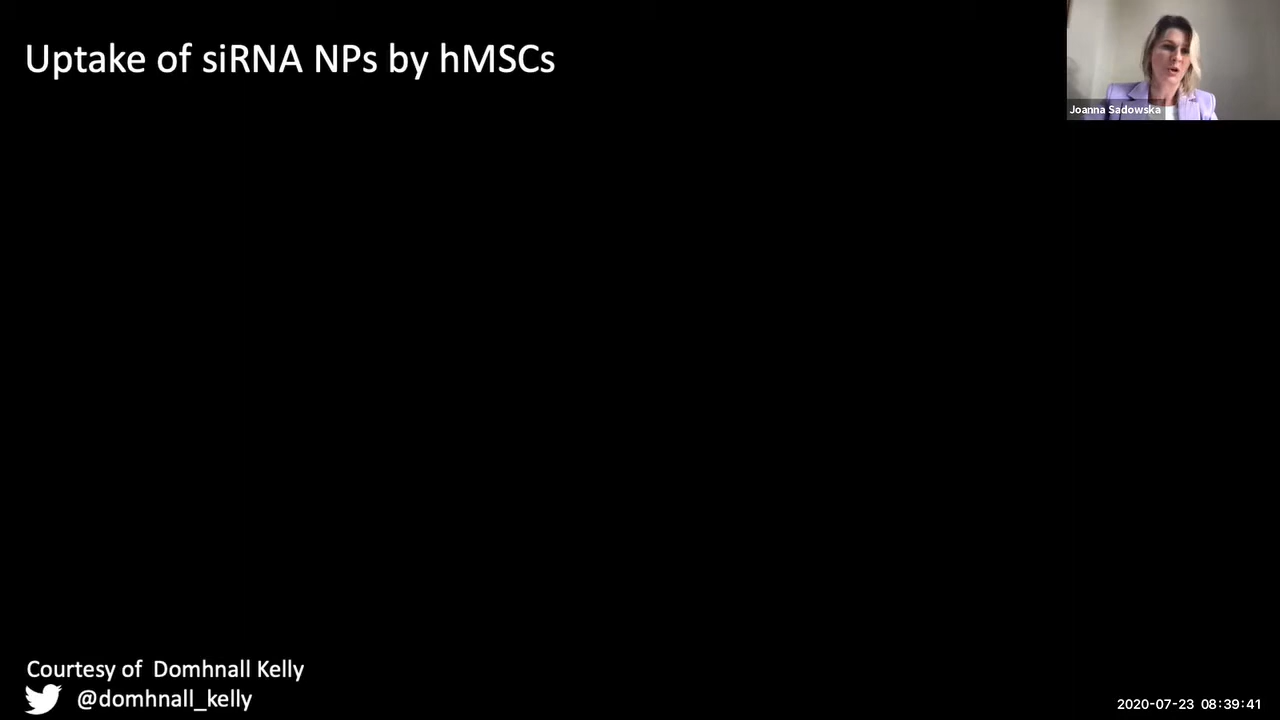 Uptake of siRNA NPs by hMSCs
Joanna Sadowska
Courtesy of Domhnall Kelly
@domhnall_kelly
2020-07-23 08:39:41